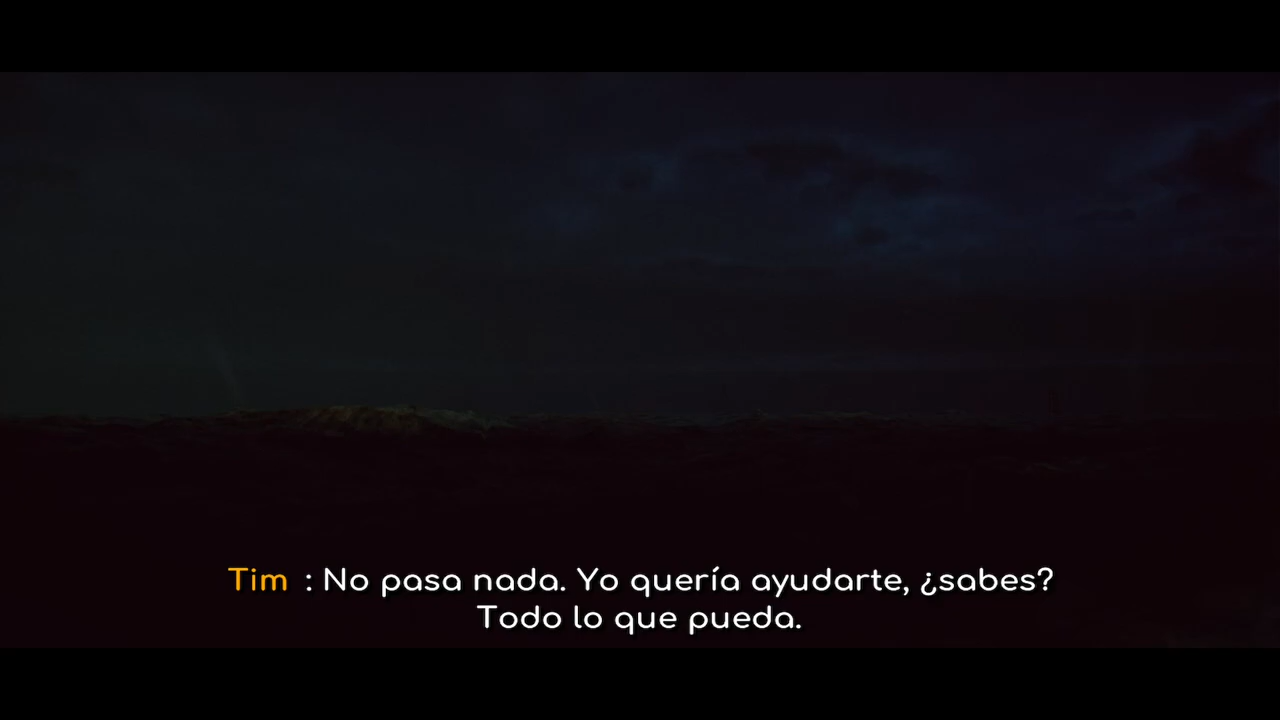 Tim : No pasa nada. Yo quería ayudarte, ¿sabes?
Todo lo que pueda.